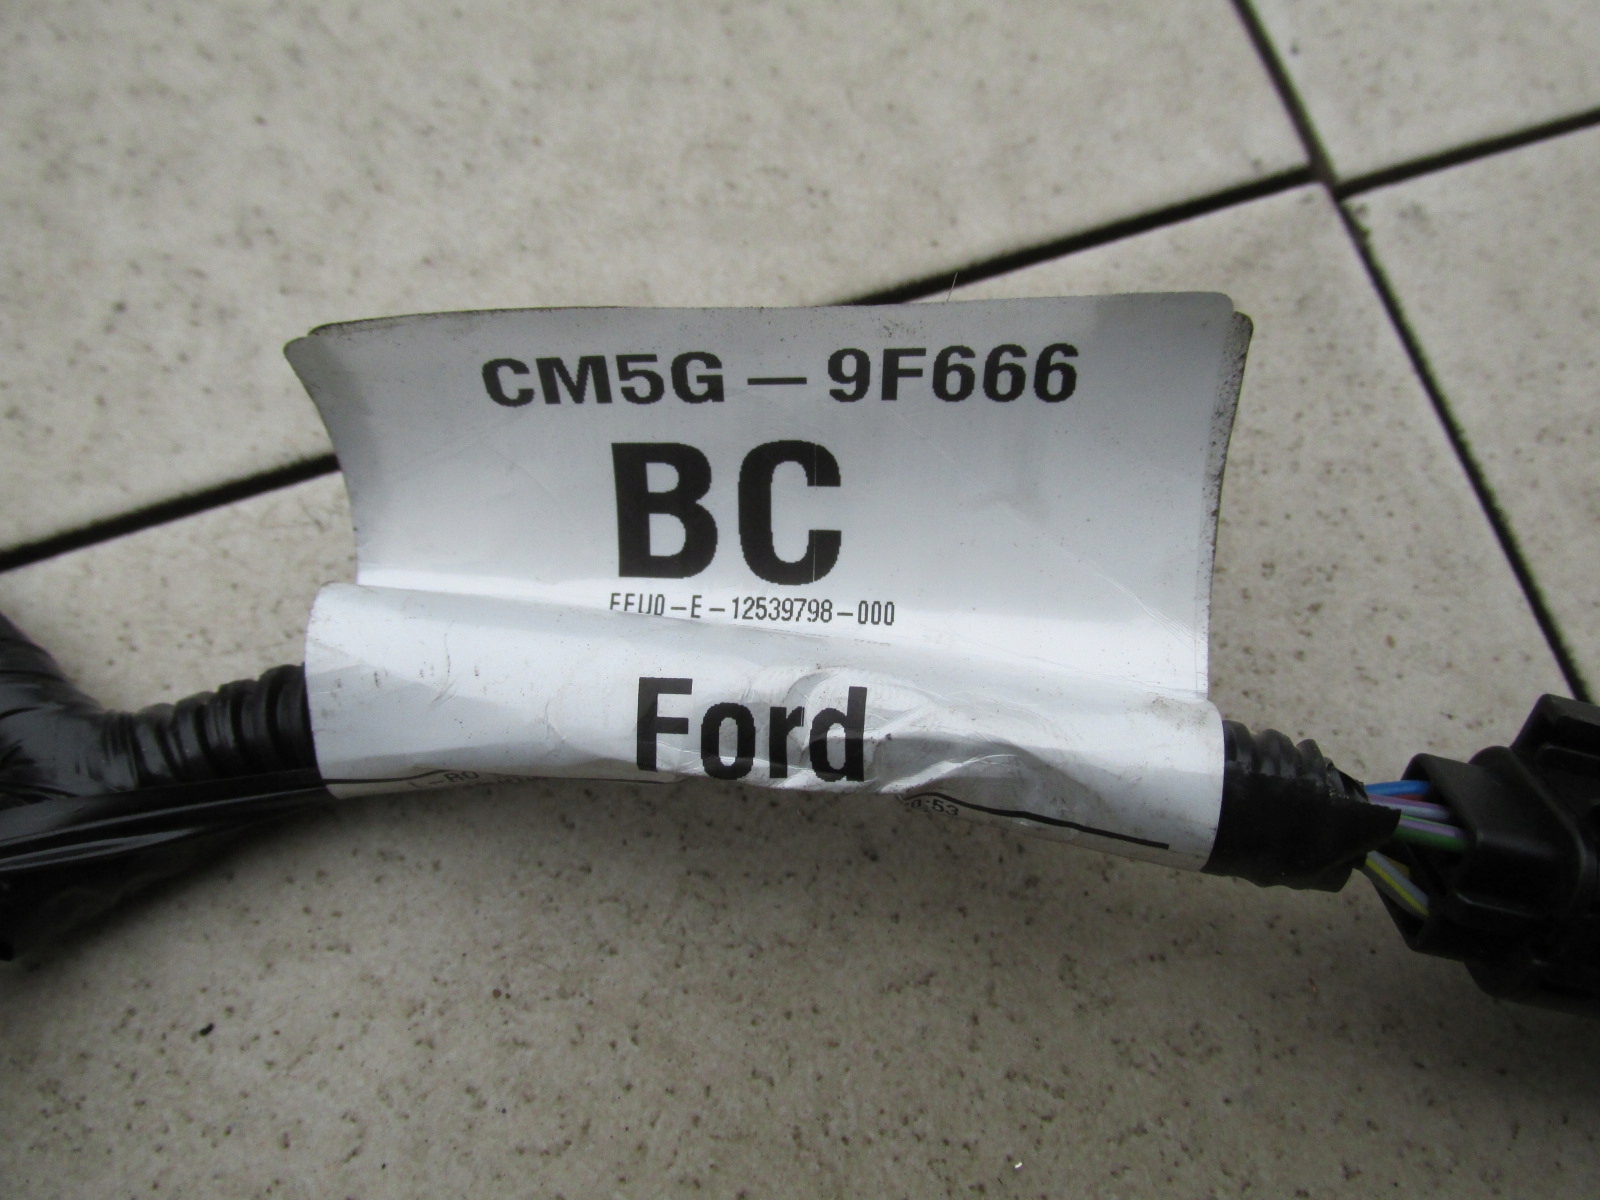 CM5G – 9F666
BC
EEU0–E–12539798–000
Ford